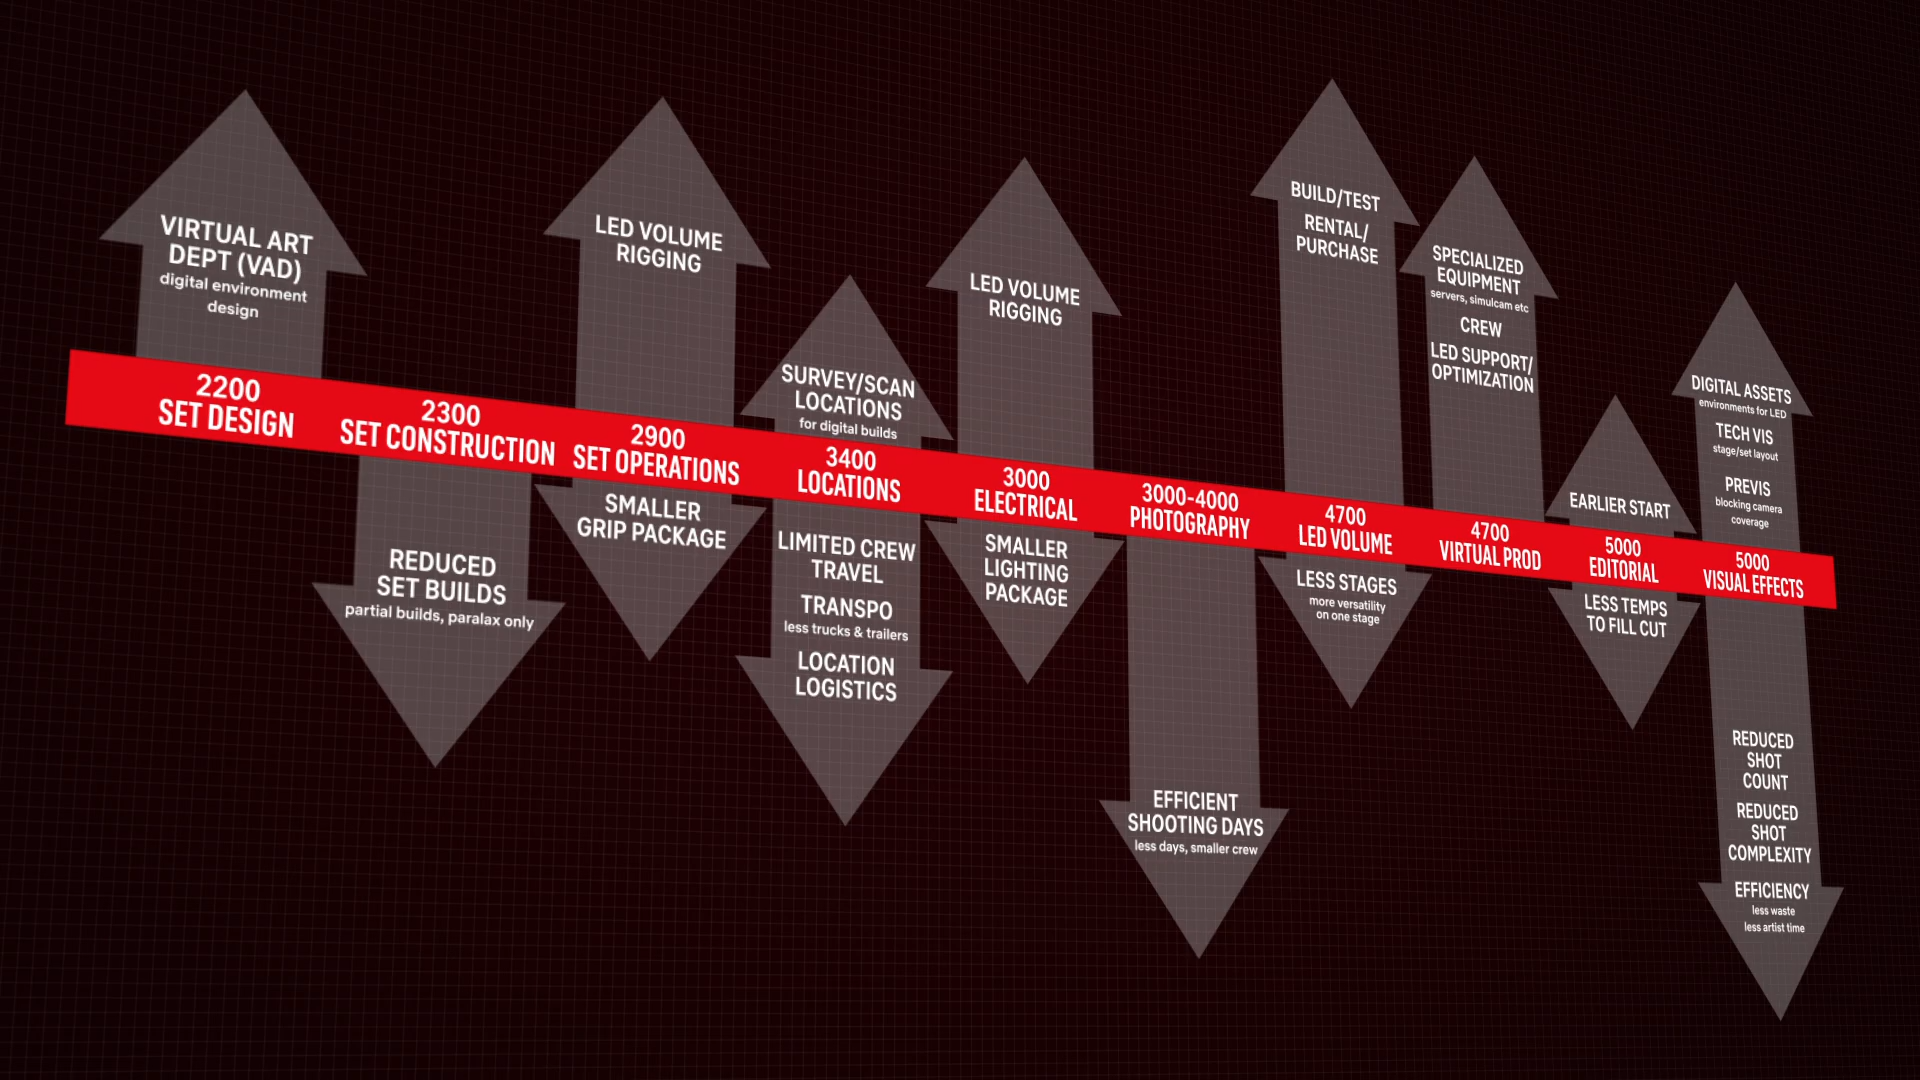 VIRTUAL ART
DEPT (VAD)
digital environment
design
2200
SET DESIGN
2300
SET CONSTRUCTION
REDUCED
SET BUILDS
partial builds, paralax only
LED VOLUME
RIGGING
2900
SET OPERATIONS
SMALLER
GRIP PACKAGE
SURVEY/SCAN
LOCATIONS
for digital builds
3400
LOCATIONS
LIMITED CREW
TRAVEL
TRANSPO
less trucks & trailers
LOCATION
LOGISTICS
LED VOLUME
RIGGING
3000
ELECTRICAL
SMALLER
LIGHTING
PACKAGE
3000-4000
PHOTOGRAPHY
EFFICIENT
SHOOTING DAYS
less days, smaller crew
BUILD/TEST
RENTAL/
PURCHASE
4700
LED VOLUME
LESS STAGES
more versatility
on one stage
SPECIALIZED
EQUIPMENT
servers, simulcam etc
CREW
LED SUPPORT/
OPTIMIZATION
4700
VIRTUAL PROD
EARLIER START
5000
EDITORIAL
LESS TEMPS
TO FILL CUT
DIGITAL ASSETS
environments for LED
TECH VIS
stage/set layout
PREVIS
blocking camera
coverage
5000
VISUAL EFFECTS
REDUCED
SHOT
COUNT
REDUCED
SHOT
COMPLEXITY
EFFICIENCY
less waste
less artist time